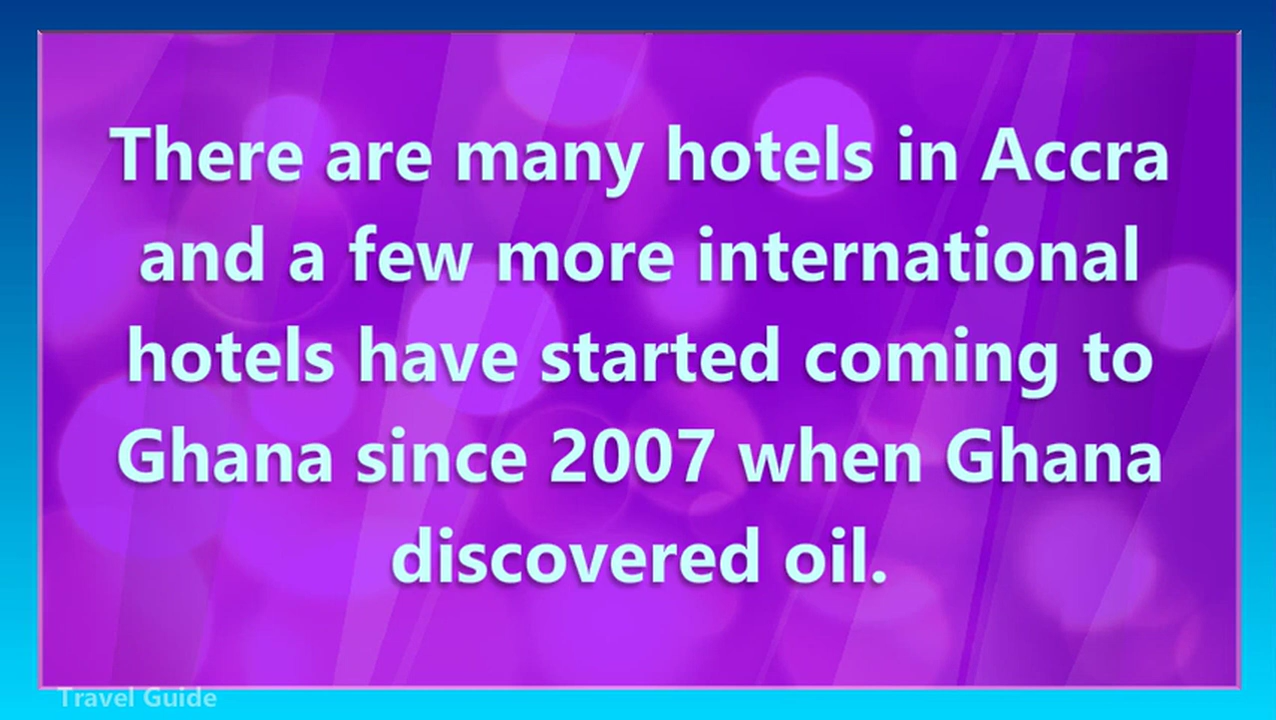 There are many hotels in Accra
and a few more international
hotels have started coming to
Ghana since 2007 when Ghana
discovered oil.
Travel Guide